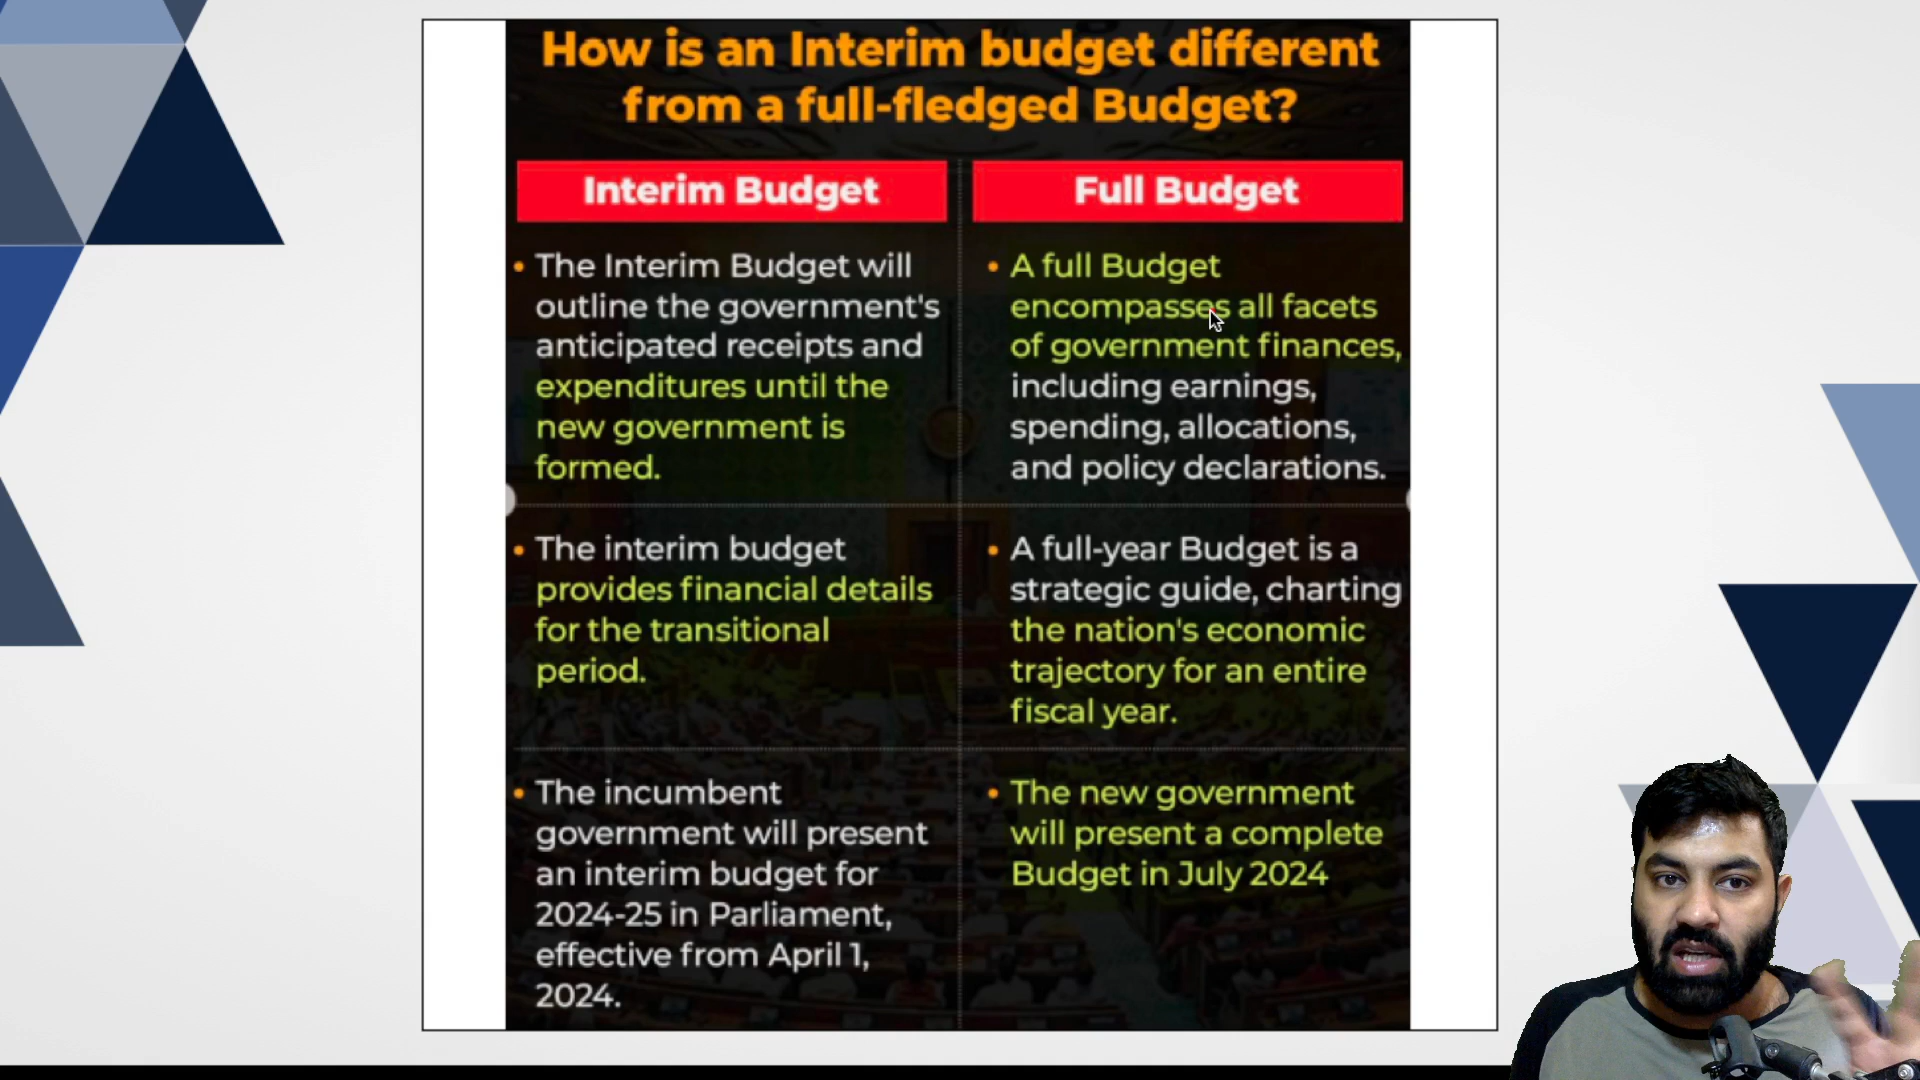 How is an Interim budget different
from a full-fledged Budget?
Interim Budget
Full Budget
• The Interim Budget will
outline the government's
anticipated receipts and
expenditures until the
new government is
formed.
• A full Budget
encompasses all facets
of government finances,
including earnings,
spending, allocations,
and policy declarations.
• The interim budget
provides financial details
for the transitional
period.
• A full-year Budget is a
strategic guide, charting
the nation's economic
trajectory for an entire
fiscal year.
• The incumbent
government will present
an interim budget for
2024-25 in Parliament,
effective from April 1,
2024.
• The new government
will present a complete
Budget in July 2024